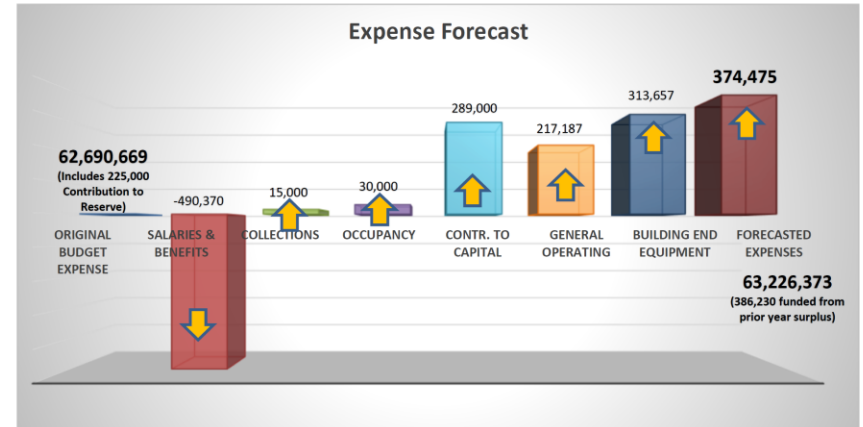 Expense Forecast
62,690,669
(Includes 225,000
Contribution to
Reserve)
-490,370
15,000
30,000
289,000
217,187
313,657
374,475
ORIGINAL
BUDGET
EXPENSE
SALARIES &
BENEFITS
COLLECTIONS
OCCUPANCY
CONTR. TO
CAPITAL
GENERAL
OPERATING
BUILDING END
EQUIPMENT
FORECASTED
EXPENSES
63,226,373
(386,230 funded from
prior year surplus)